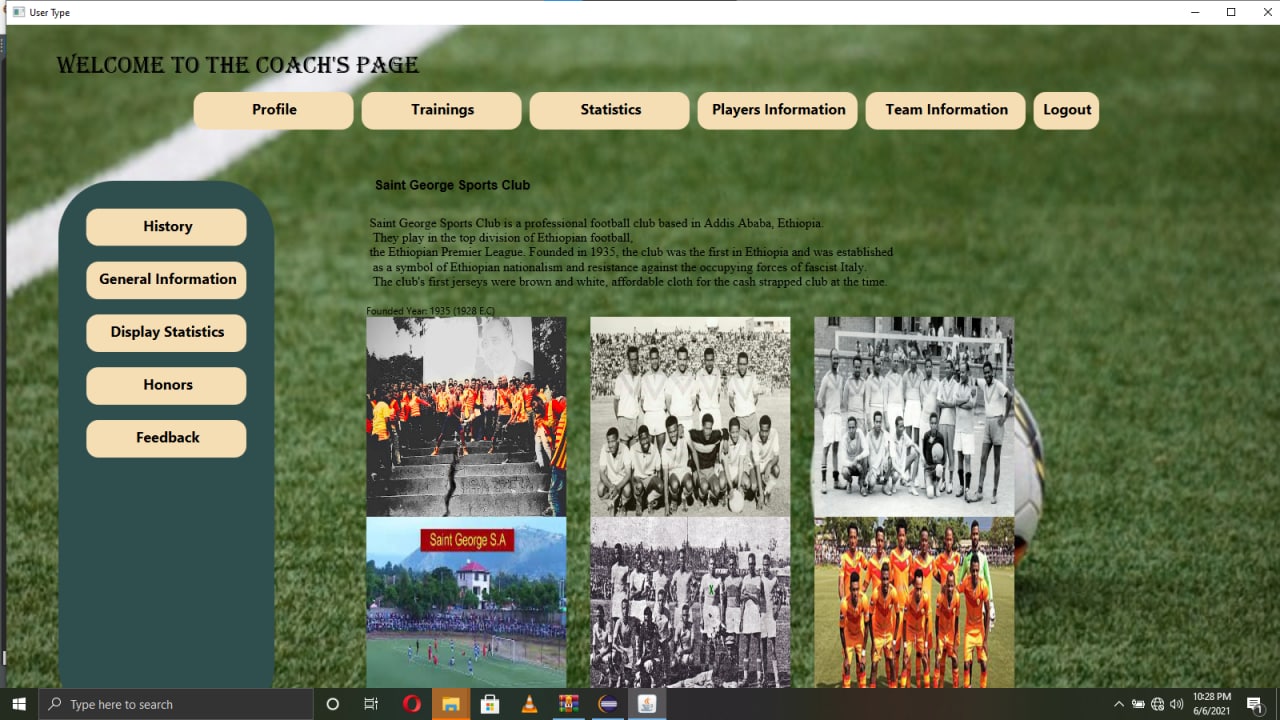 User Type
WELCOME TO THE COACH'S PAGE
Profile
Trainings
Statistics
Players Information
Team Information
Logout
History
General Information
Display Statistics
Honors
Feedback
Saint George Sports Club
Saint George Sports Club is a professional football club based in Addis Ababa, Ethiopia.
They play in the top division of Ethiopian football,
the Ethiopian Premier League. Founded in 1935, the club was the first in Ethiopia and was established
as a symbol of Ethiopian nationalism and resistance against the occupying forces of fascist Italy.
The club's first jerseys were brown and white, affordable cloth for the cash strapped club at the time.
Founded Year: 1935 (1928 E.C)
Saint George S.A
X
Type here to search
10:28 PM
6/6/2021
1